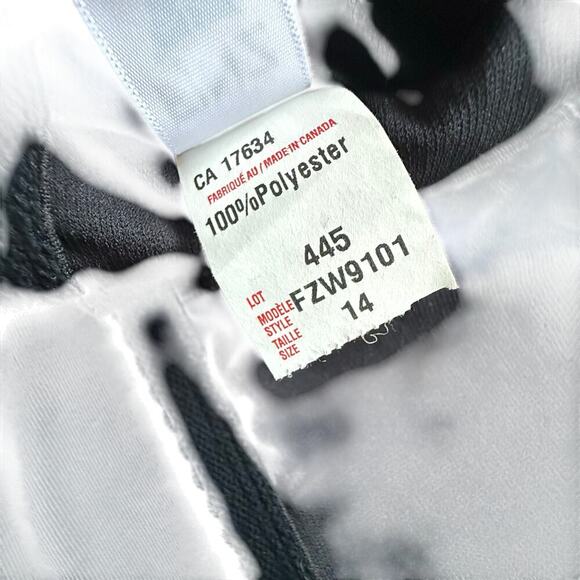 CA 17634
FABRIQUÉ AU / MADE IN CANADA
100%Polyester
LOT 445
MODÈLE
STYLE FZW9101
TAILLE
SIZE 14